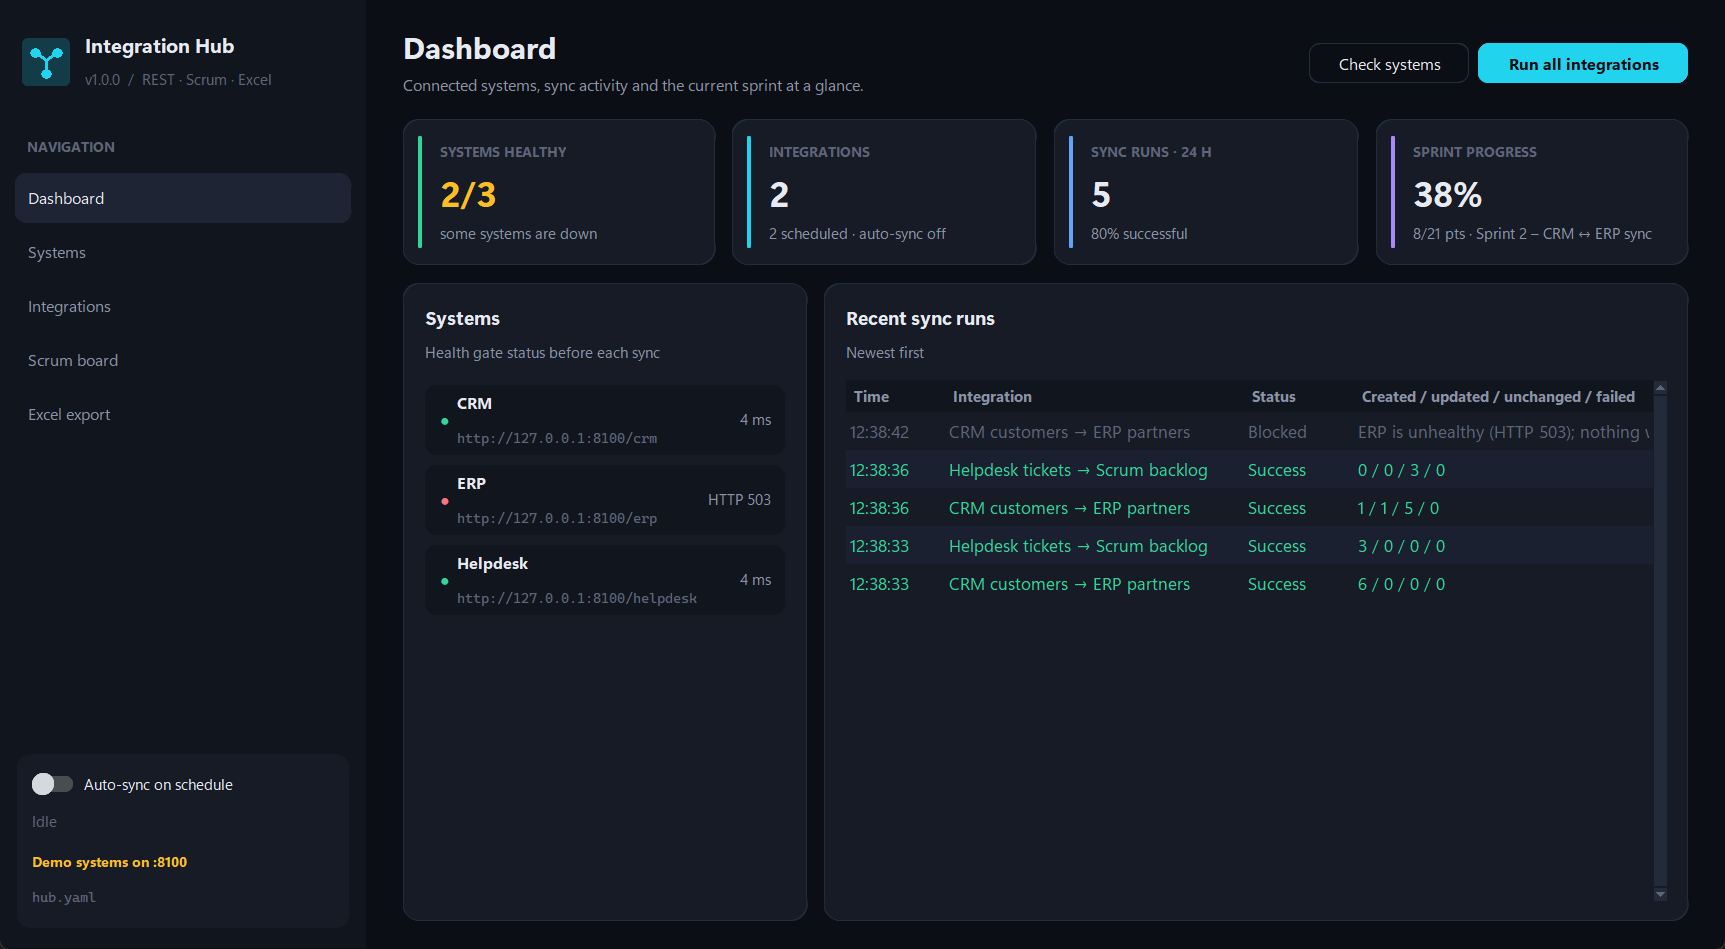 Integration Hub
v1.0.0 / REST · Scrum · Excel
NAVIGATION
Dashboard
Systems
Integrations
Scrum board
Excel export
Auto-sync on schedule
Idle
Demo systems on :8100
hub.yaml
Dashboard
Connected systems, sync activity and the current sprint at a glance.
Check systems
Run all integrations
SYSTEMS HEALTHY
2/3
some systems are down
INTEGRATIONS
2
2 scheduled · auto-sync off
SYNC RUNS · 24 H
5
80% successful
SPRINT PROGRESS
38%
8/21 pts · Sprint 2 – CRM ↔ ERP sync
Systems
Health gate status before each sync
CRM
4 ms
http://127.0.0.1:8100/crm
ERP
HTTP 503
http://127.0.0.1:8100/erp
Helpdesk
4 ms
http://127.0.0.1:8100/helpdesk
Recent sync runs
Newest first
Time Integration Status Created / updated / unchanged / failed
12:38:42 CRM customers → ERP partners Blocked ERP is unhealthy (HTTP 503); nothing
12:38:36 Helpdesk tickets → Scrum backlog Success 0 / 0 / 3 / 0
12:38:36 CRM customers → ERP partners Success 1 / 1 / 5 / 0
12:38:33 Helpdesk tickets → Scrum backlog Success 3 / 0 / 0 / 0
12:38:33 CRM customers → ERP partners Success 6 / 0 / 0 / 0